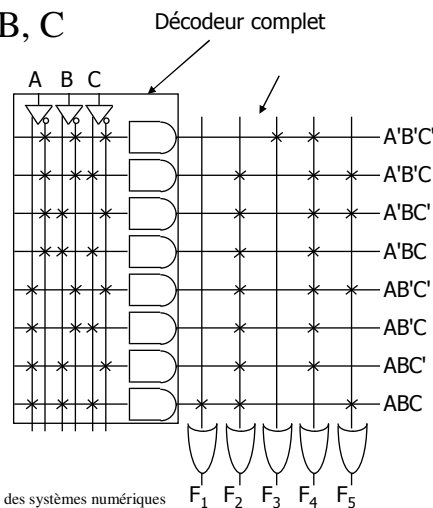 B, C
Décodeur complet
A B C
A'B'C'
A'B'C
A'BC'
A'BC
AB'C'
AB'C
ABC'
ABC
des systèmes numériques
F1 F2 F3 F4 F5